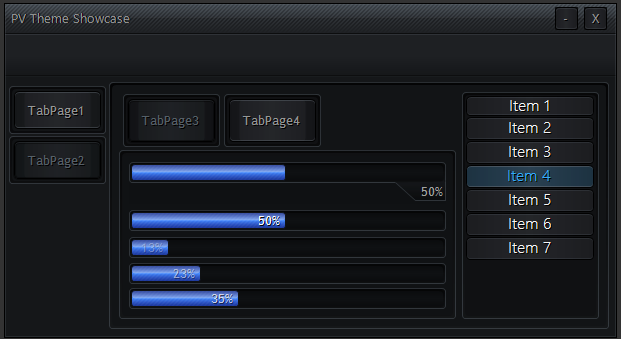 PV Theme Showcase
- X
TabPage1
TabPage2
TabPage3
TabPage4
50%
50%
13%
23%
35%
Item 1
Item 2
Item 3
Item 4
Item 5
Item 6
Item 7